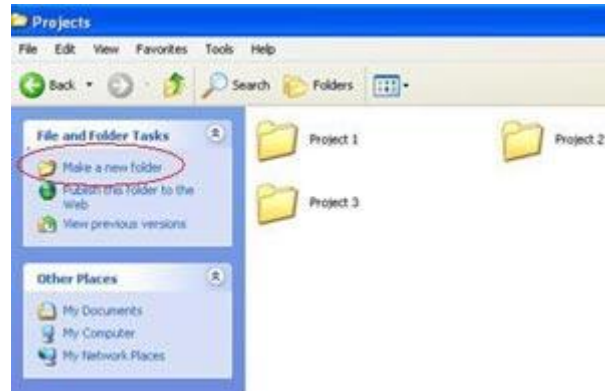 Projects
File Edit View Favorites Tools Help
Back Search Folders
File and Folder Tasks
Make a new folder
Publish this folder to the
Web
View previous versions
Other Places
My Documents
My Computer
My Network Places
Project 1 Project 2
Project 3